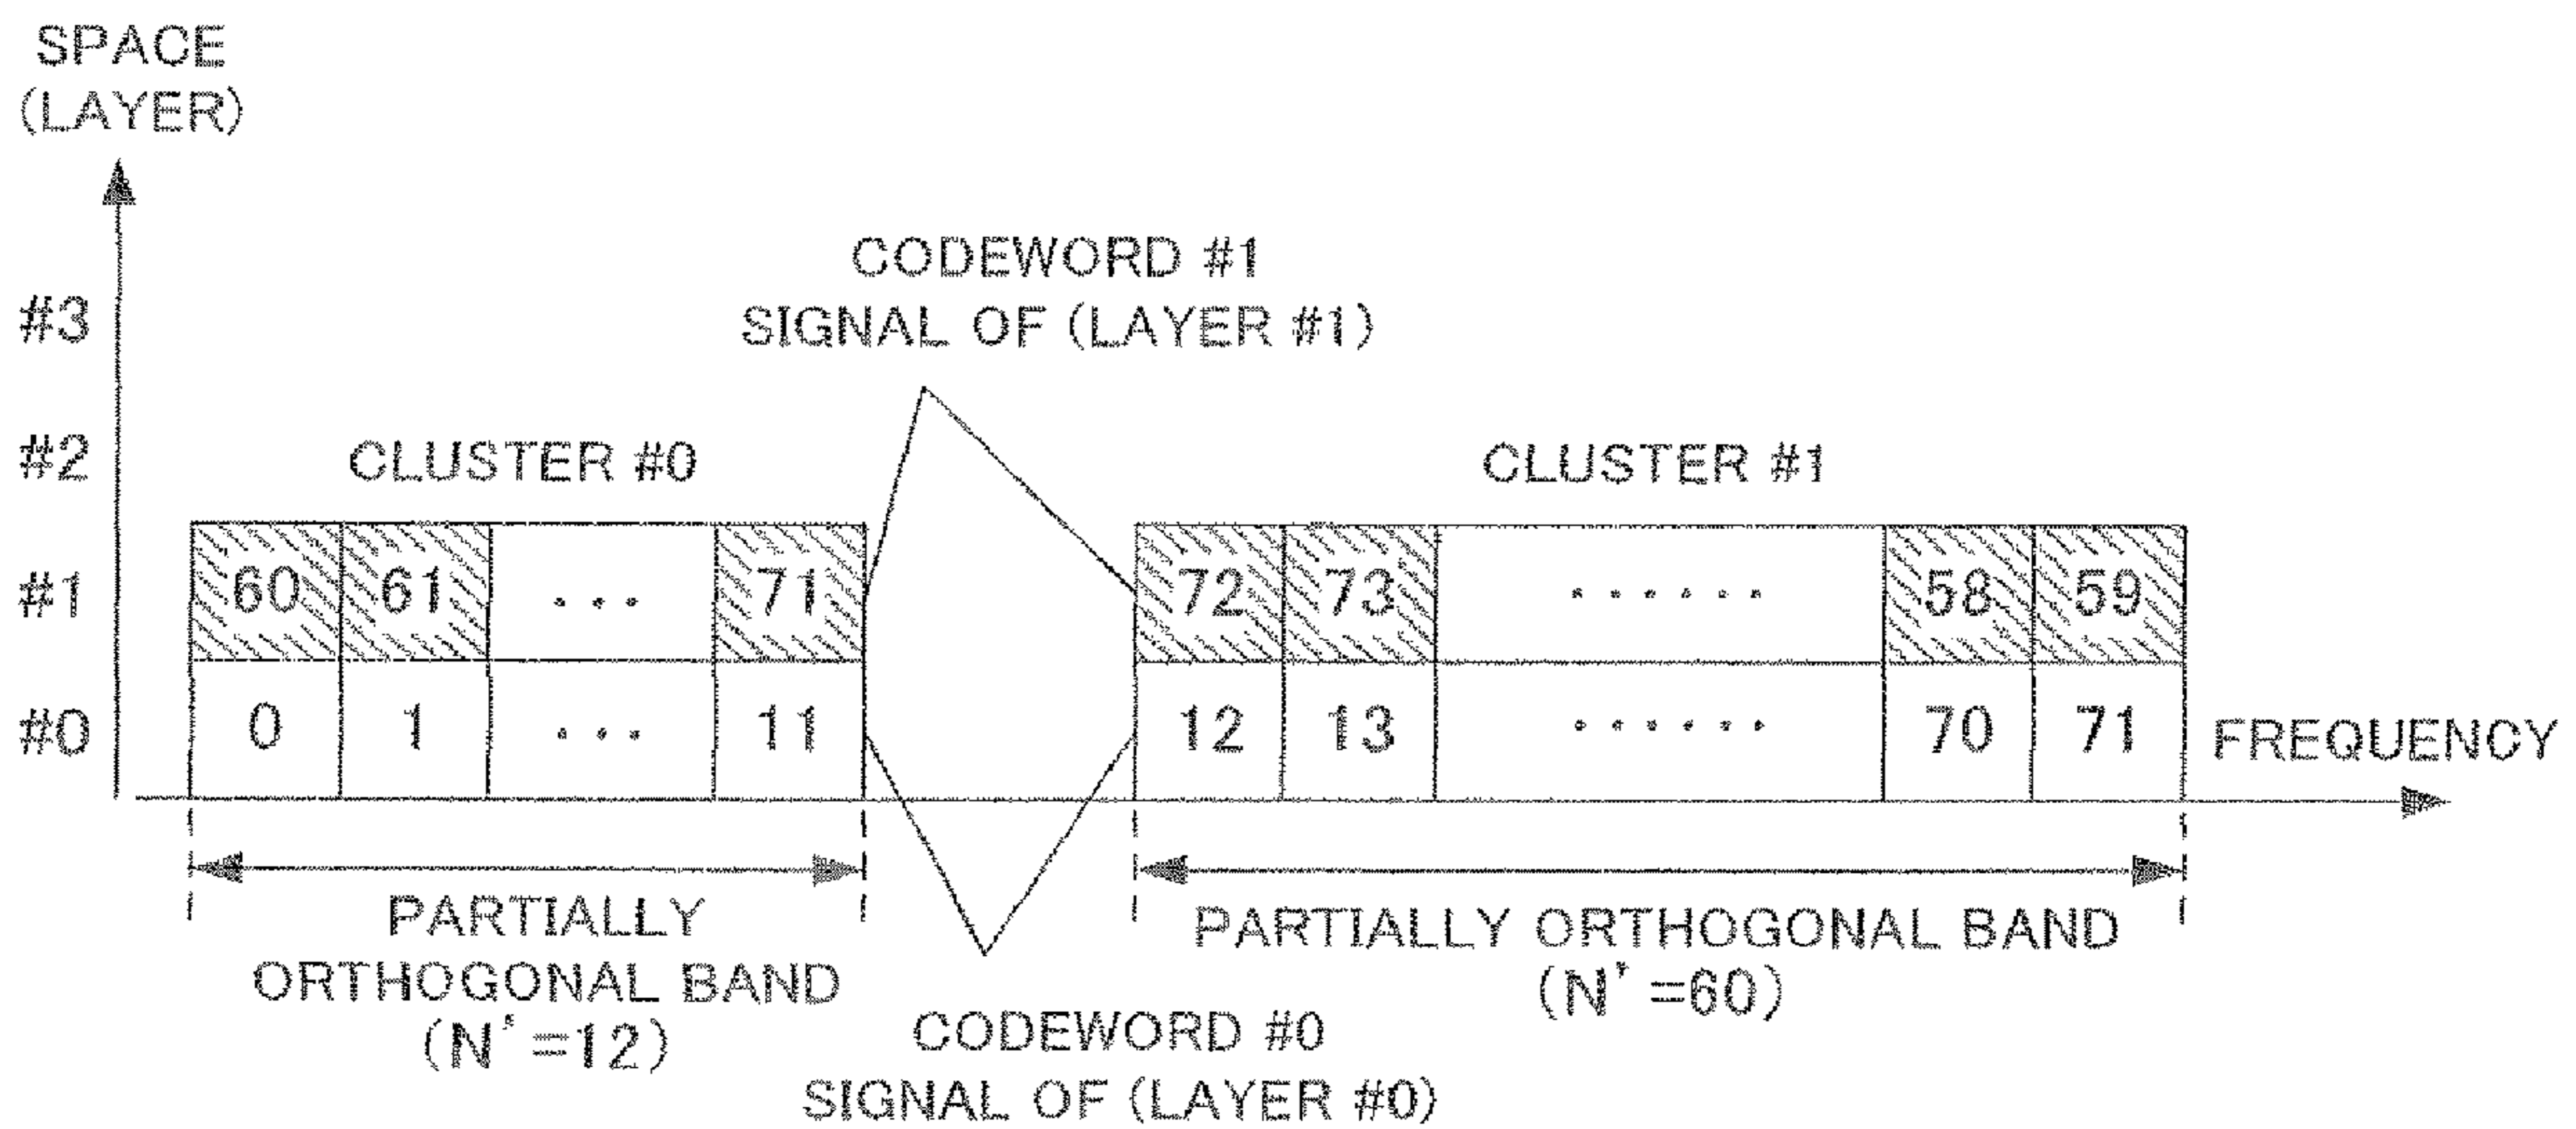 SPACE
(LAYER)
CODEWORD #1
SIGNAL OF (LAYER #1)
#3
#2
CLUSTER #0
CLUSTER #1
#1
60 61 ... 71
72 73 ...... 58 59
#0
0 1 ... 11
12 13 ...... 70 71
FREQUENCY
PARTIALLY
ORTHOGONAL BAND
(N'=12)
PARTIALLY ORTHOGONAL BAND
(N'=60)
CODEWORD #0
SIGNAL OF (LAYER #0)